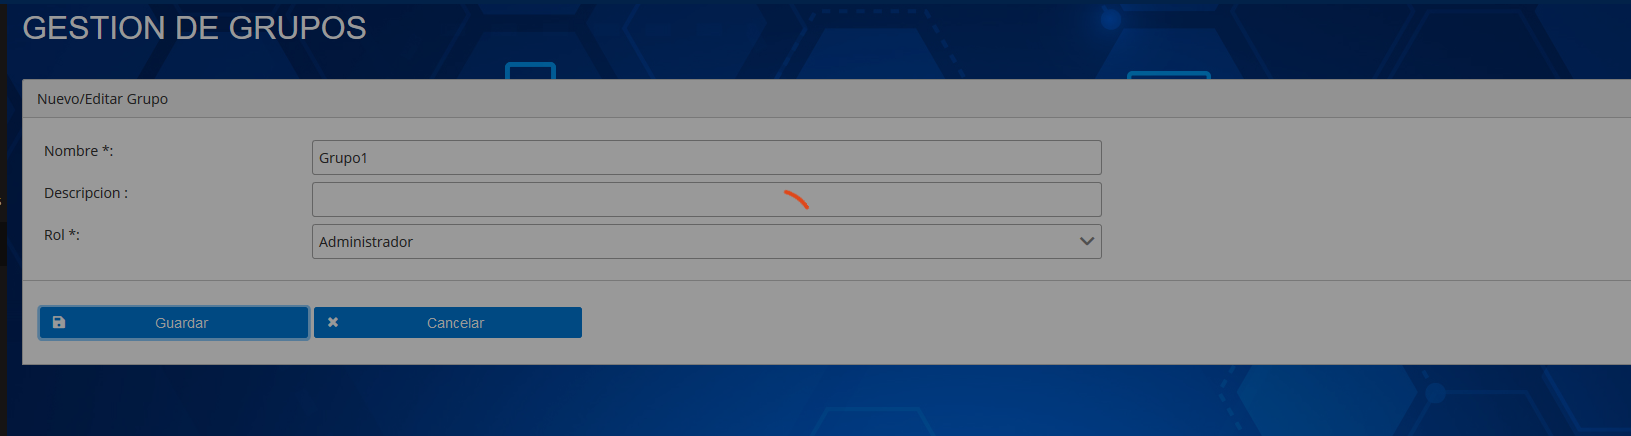 GESTION DE GRUPOS
Nuevo/Editar Grupo
Nombre *:
Grupo1
Descripcion :
Rol *:
Administrador
Guardar
Cancelar